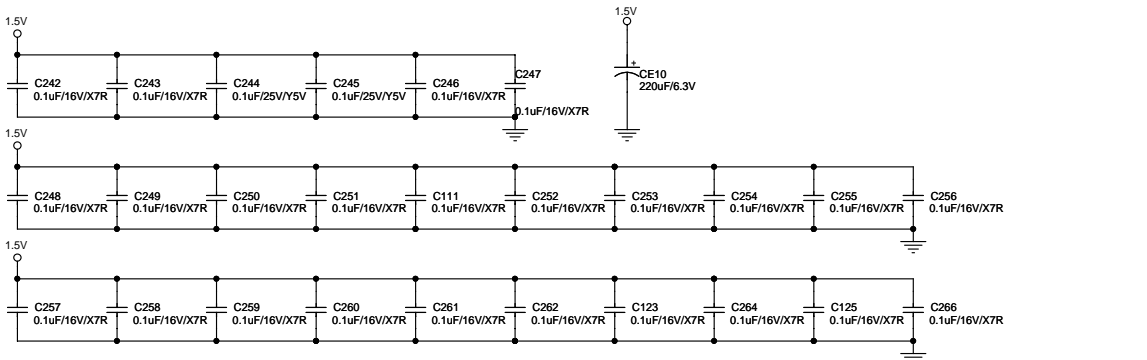 1.5V
1.5V
C242
C243
C244
C245
C246
C247
+
CE10
0.1uF/16V/X7R
0.1uF/16V/X7R
0.1uF/25V/Y5V
0.1uF/25V/Y5V
0.1uF/16V/X7R
0.1uF/16V/X7R
220uF/6.3V
1.5V
C248
C249
C250
C251
C111
C252
C253
C254
C255
C256
0.1uF/16V/X7R
0.1uF/16V/X7R
0.1uF/16V/X7R
0.1uF/16V/X7R
0.1uF/16V/X7R
0.1uF/16V/X7R
0.1uF/16V/X7R
0.1uF/16V/X7R
0.1uF/16V/X7R
0.1uF/16V/X7R
1.5V
C257
C258
C259
C260
C261
C262
C123
C264
C125
C266
0.1uF/16V/X7R
0.1uF/16V/X7R
0.1uF/16V/X7R
0.1uF/16V/X7R
0.1uF/16V/X7R
0.1uF/16V/X7R
0.1uF/16V/X7R
0.1uF/16V/X7R
0.1uF/16V/X7R
0.1uF/16V/X7R